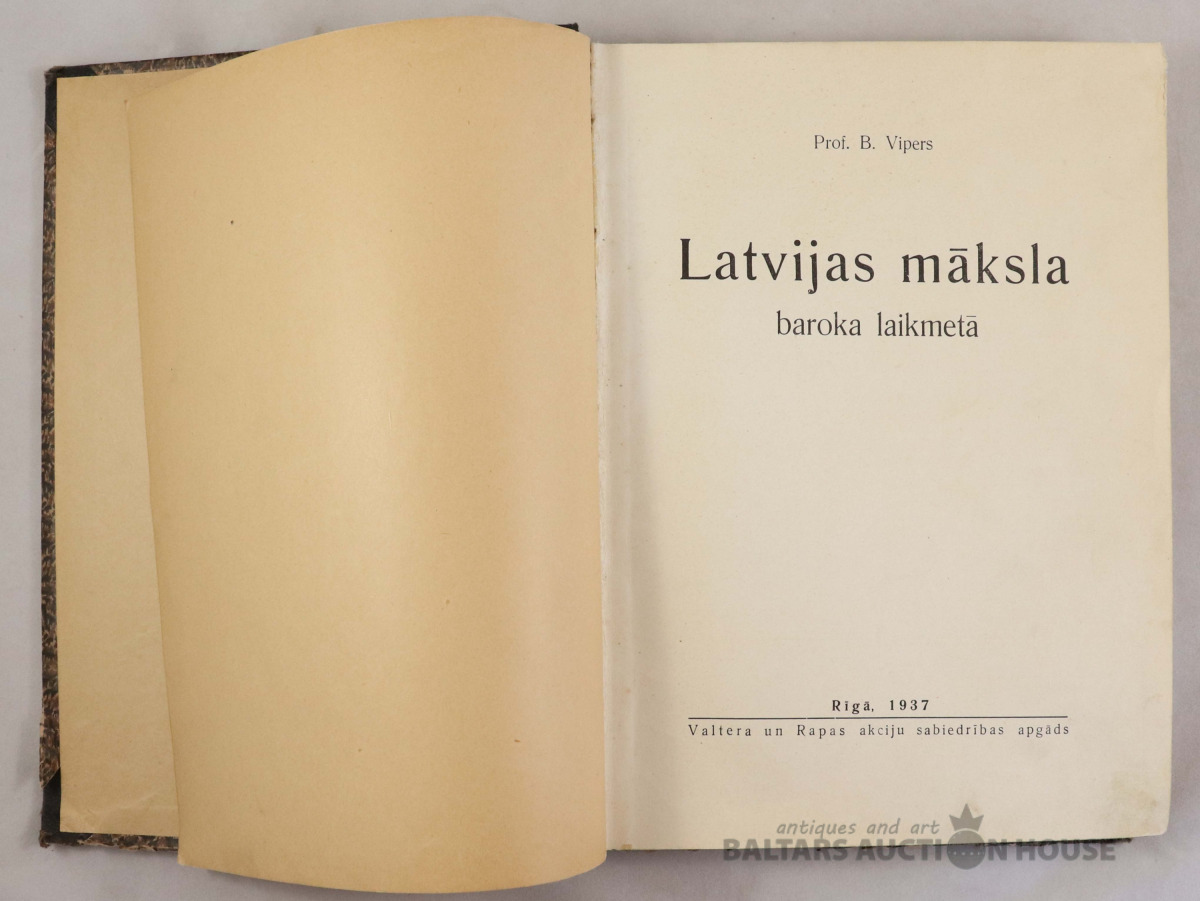 Prof. B. Vipers
Latvijas māksla
baroka laikmetā
Rīgā, 1937
Valtera un Rapas akciju sabiedrības apgāds
antiques and art
BALTARS AUCTION HOUSE